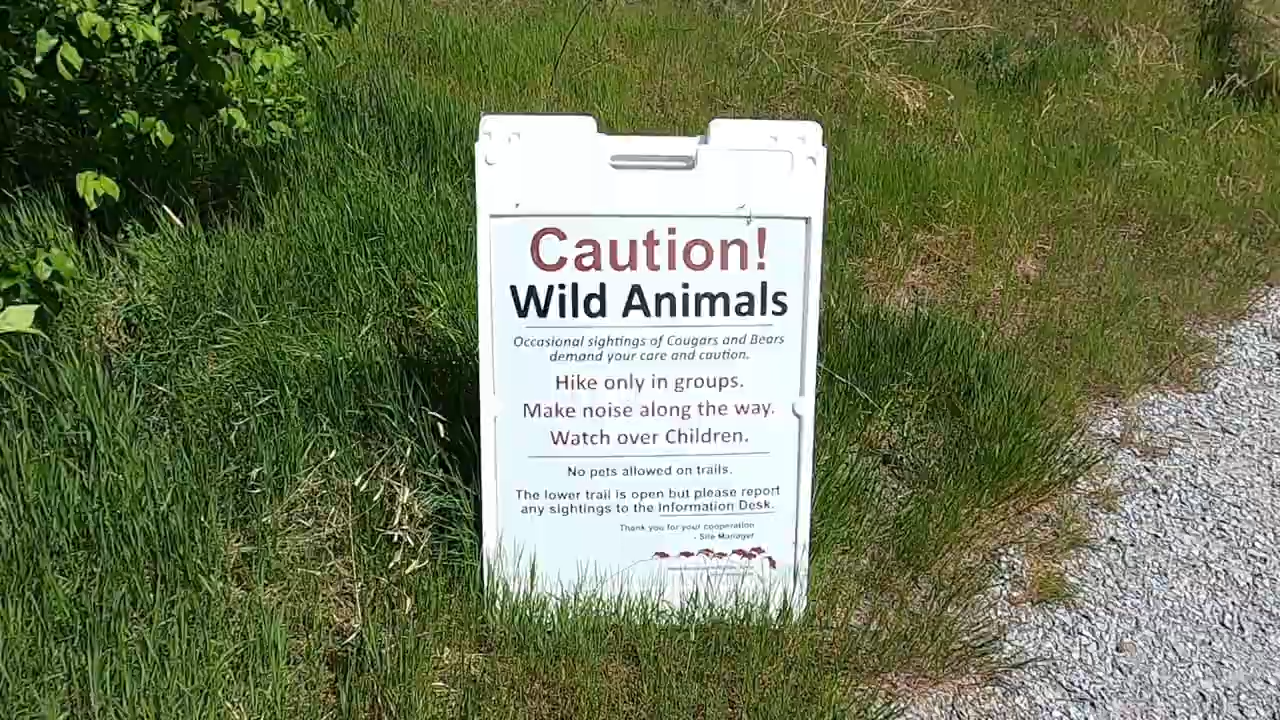 Caution!
Wild Animals
Occasional sightings of Cougars and Bears
demand your care and caution.
Hike only in groups.
Make noise along the way.
Watch over Children.
No pets allowed on trails.
The lower trail is open but please report
any sightings to the Information Desk.
Thank you for your cooperation
- Site Manager